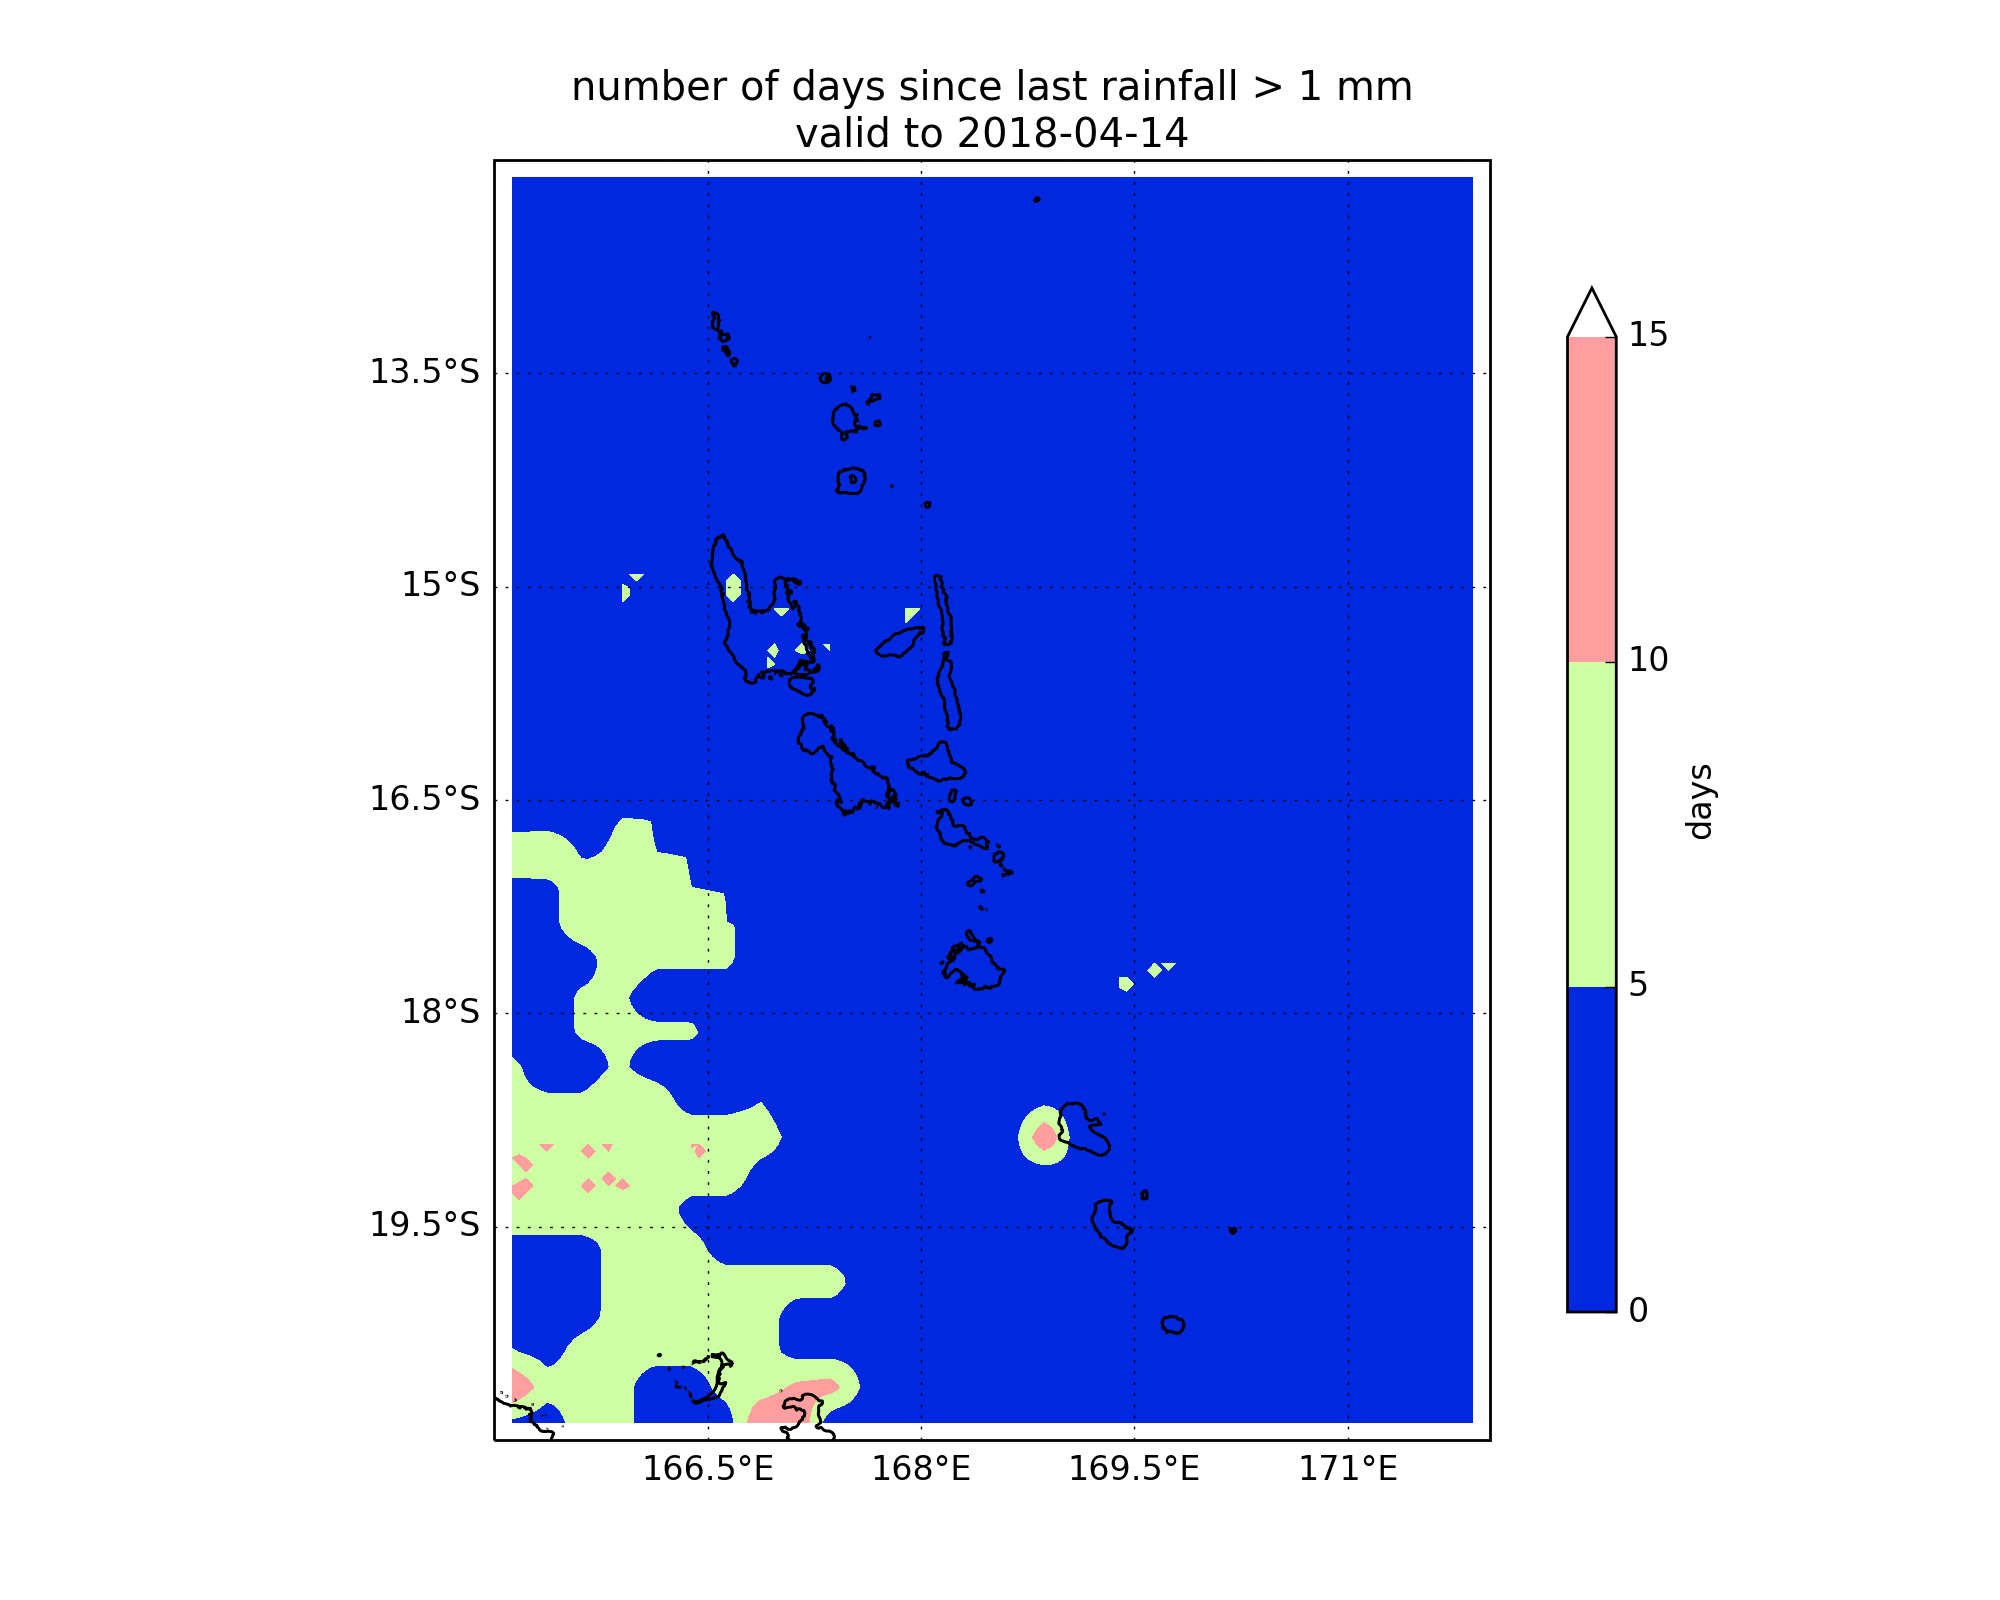 number of days since last rainfall > 1 mm
valid to 2018-04-14
13.5°S
15°S
16.5°S
18°S
19.5°S
166.5°E
168°E
169.5°E
171°E
15
10
5
0
days